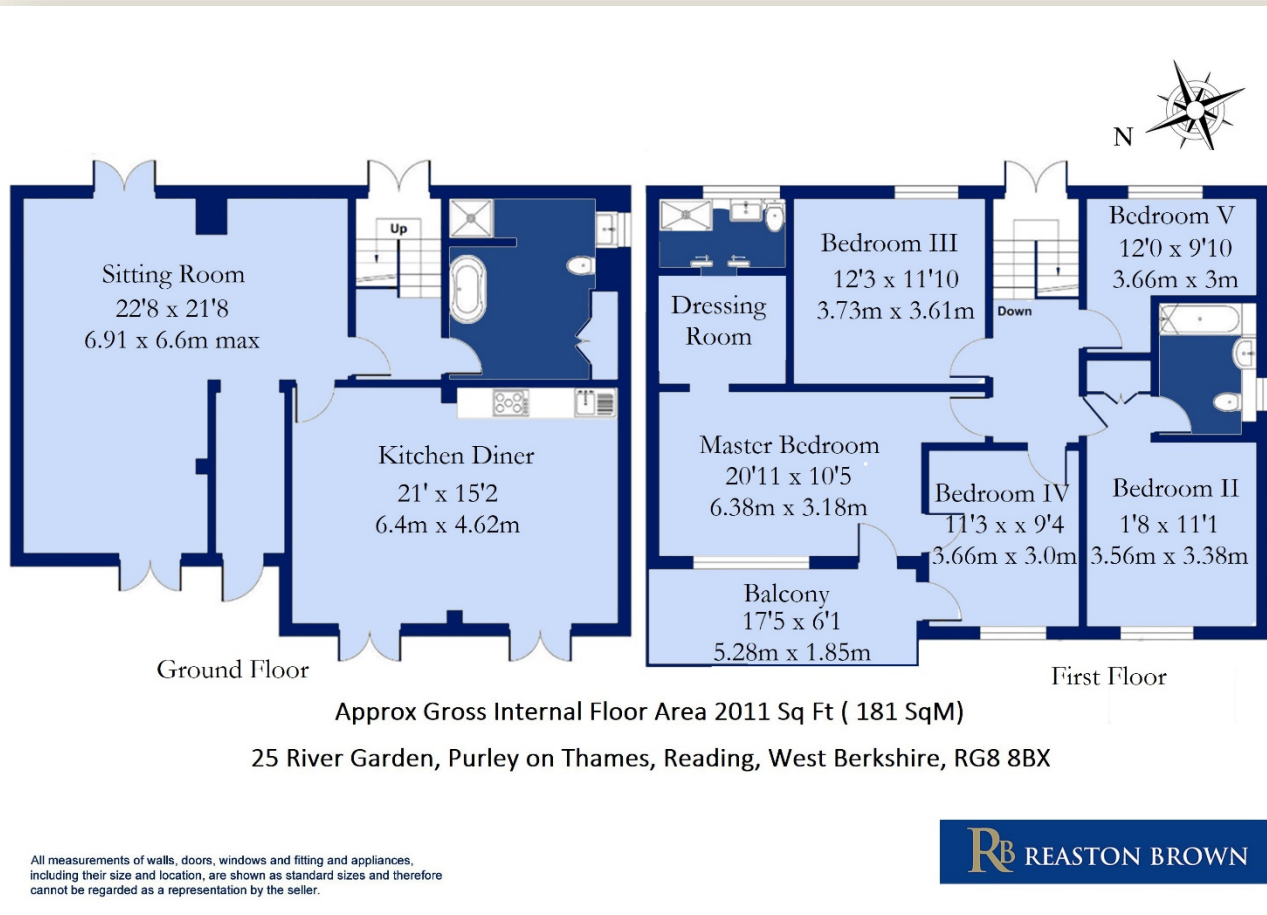 N
Up
Sitting Room
22'8 x 21'8
6.91 x 6.6m max
Kitchen Diner
21' x 15'2
6.4m x 4.62m
Ground Floor
Bedroom III
12'3 x 11'10
3.73m x 3.61m
Bedroom V
12'0 x 9'10
3.66m x 3m
Dressing
Room
Down
Master Bedroom
20'11 x 10'5
6.38m x 3.18m
Bedroom IV
11'3 x x 9'4
3.66m x 3.0m
Bedroom II
1'8 x 11'1
3.56m x 3.38m
Balcony
17'5 x 6'1
5.28m x 1.85m
First Floor
Approx Gross Internal Floor Area 2011 Sq Ft ( 181 SqM)
25 River Garden, Purley on Thames, Reading, West Berkshire, RG8 8BX
All measurements of walls, doors, windows and fitting and appliances,
including their size and location, are shown as standard sizes and therefore
cannot be regarded as a representation by the seller.
RB REASTON BROWN